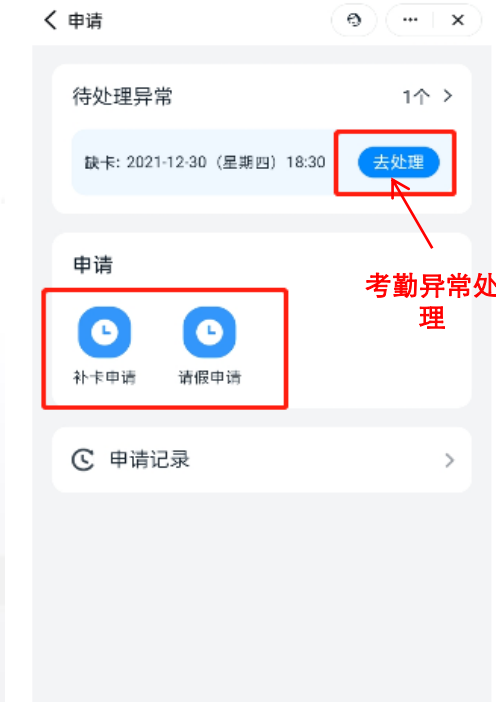 申请
待处理异常
1个
缺卡: 2021-12-30（星期四）18:30
去处理
申请
考勤异常处
理
补卡申请
请假申请
申请记录